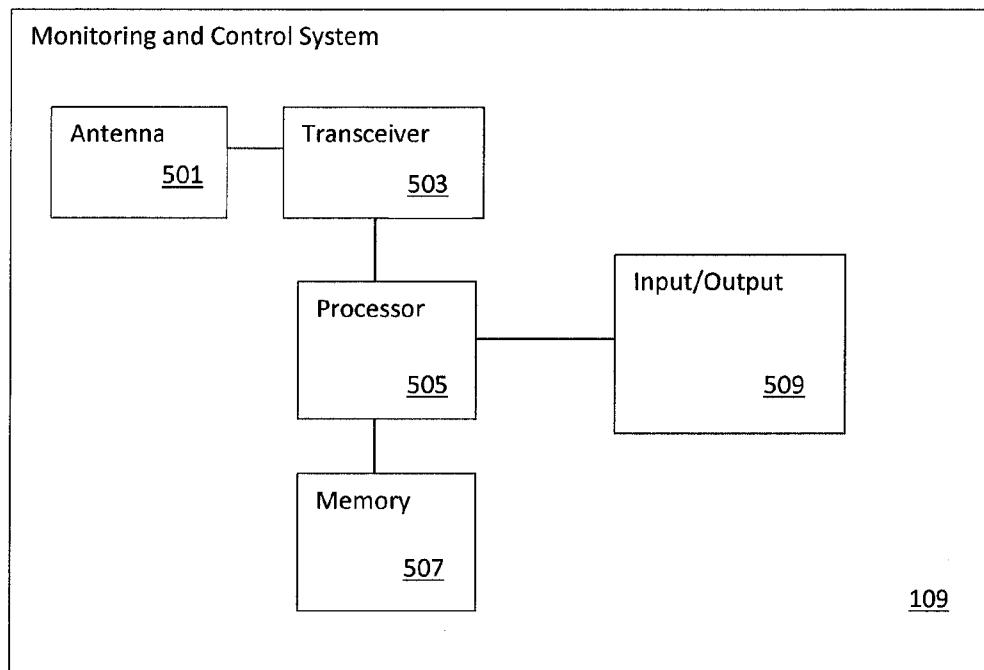 Monitoring and Control System
Antenna
501
Transceiver
503
Processor
505
Input/Output
509
Memory
507
109